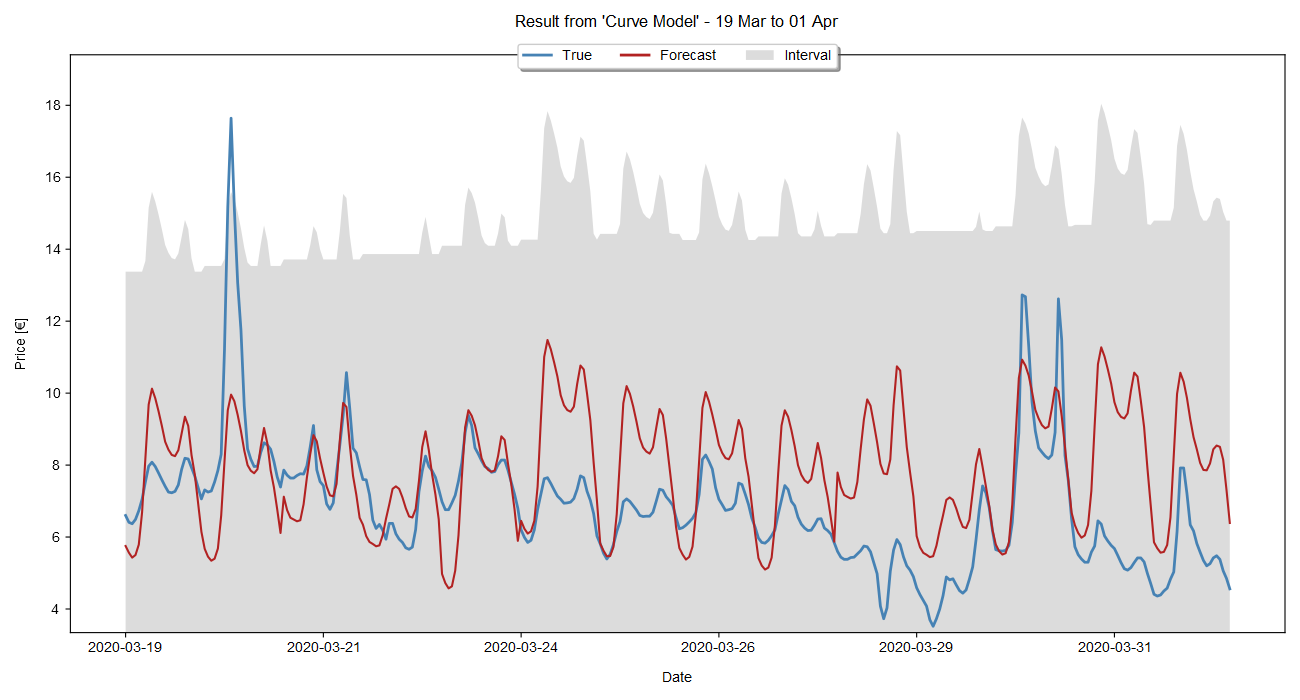 Result from 'Curve Model' - 19 Mar to 01 Apr
True Forecast Interval
18
16
14
12
10
8
6
4
Price [€]
2020-03-19 2020-03-21 2020-03-24 2020-03-26 2020-03-29 2020-03-31
Date